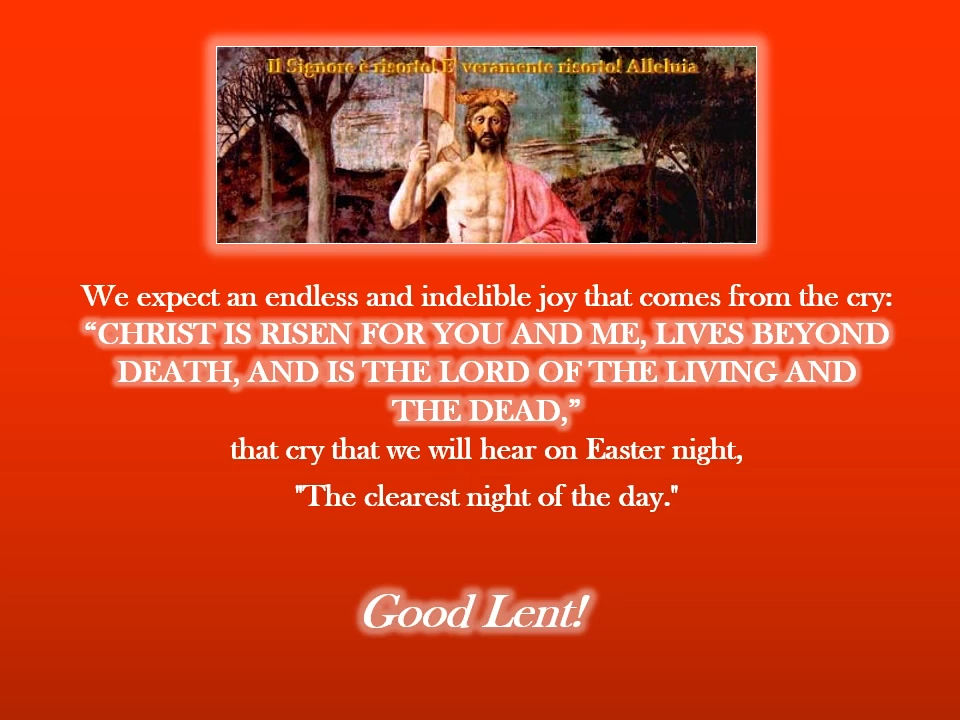 Il Signore è risorto! E' veramente risorto! Alleluia
We expect an endless and indelible joy that comes from the cry:
“CHRIST IS RISEN FOR YOU AND ME, LIVES BEYOND
DEATH, AND IS THE LORD OF THE LIVING AND
THE DEAD,”
that cry that we will hear on Easter night,
"The clearest night of the day."
Good Lent!